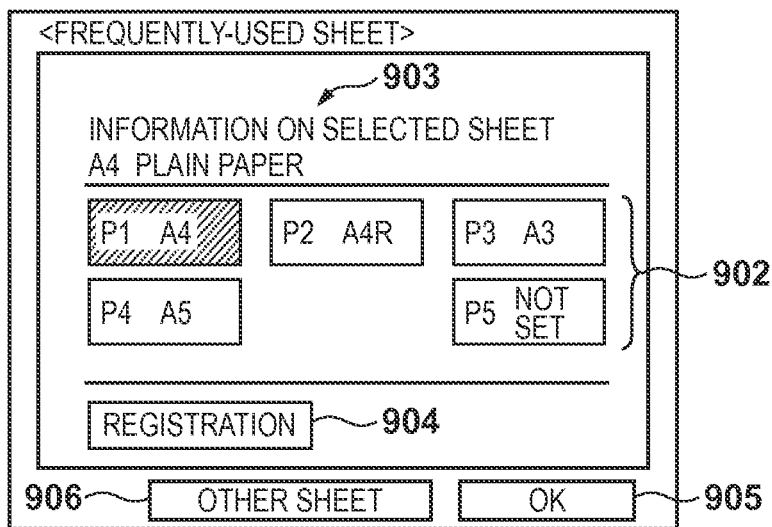 <FREQUENTLY-USED SHEET>
903
INFORMATION ON SELECTED SHEET
A4 PLAIN PAPER
P1 A4 P2 A4R P3 A3
902
P4 A5 P5 NOT
SET
REGISTRATION 904
906 OTHER SHEET OK 905